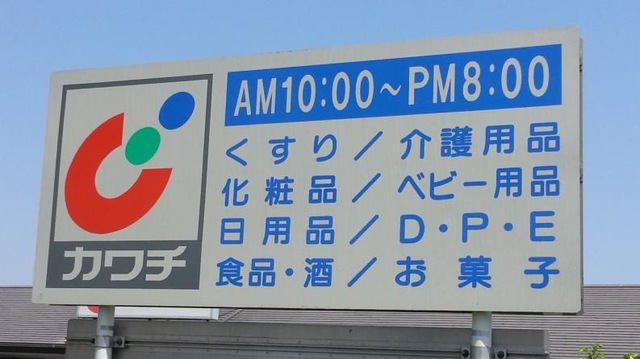 AM10:00~PM8:00
くすり／介護用品
化粧品／ベビー用品
日用品／D・P・E
食品・酒／お菓子
カワチ